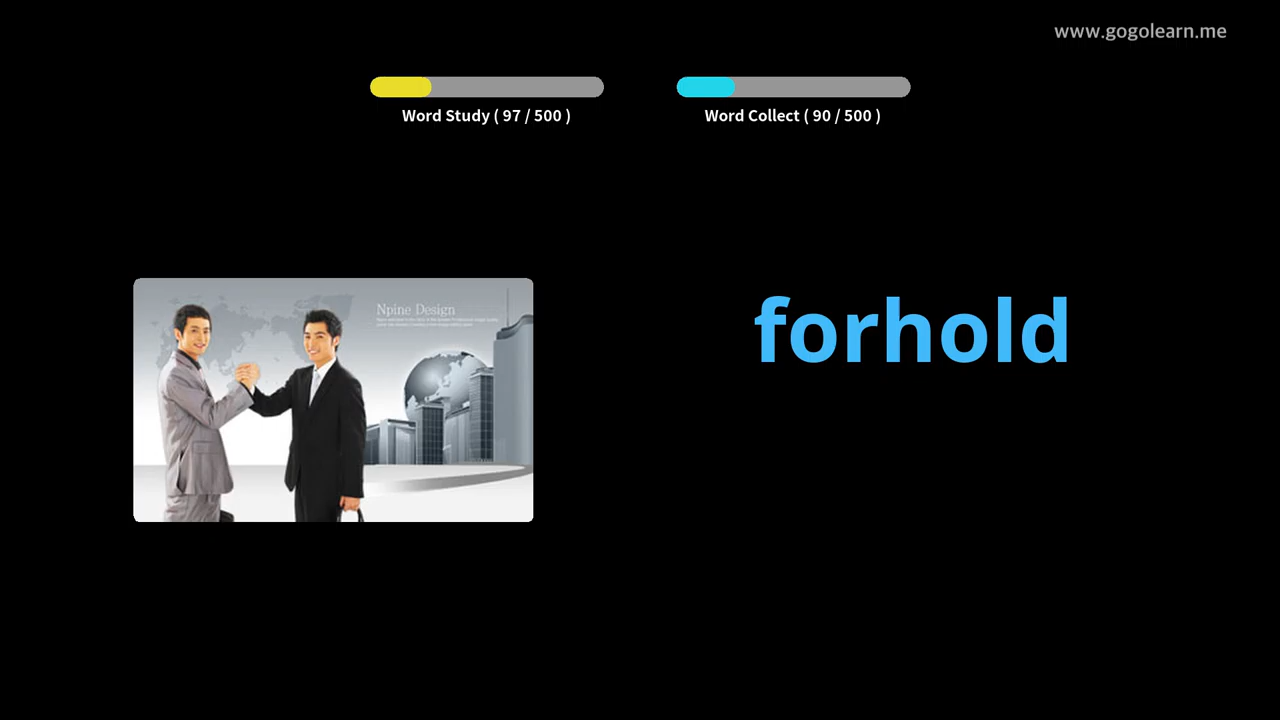 www.gogolearn.me
Word Study ( 97 / 500 )
Word Collect ( 90 / 500 )
Npine Design
forhold